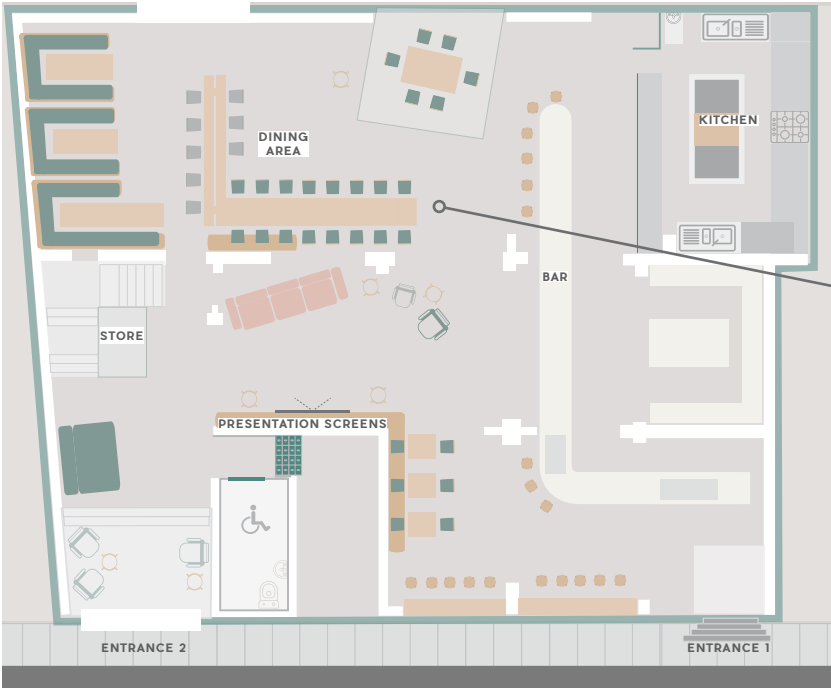 KITCHEN
DINING
AREA
BAR
STORE
PRESENTATION SCREENS
ENTRANCE 2
ENTRANCE 1